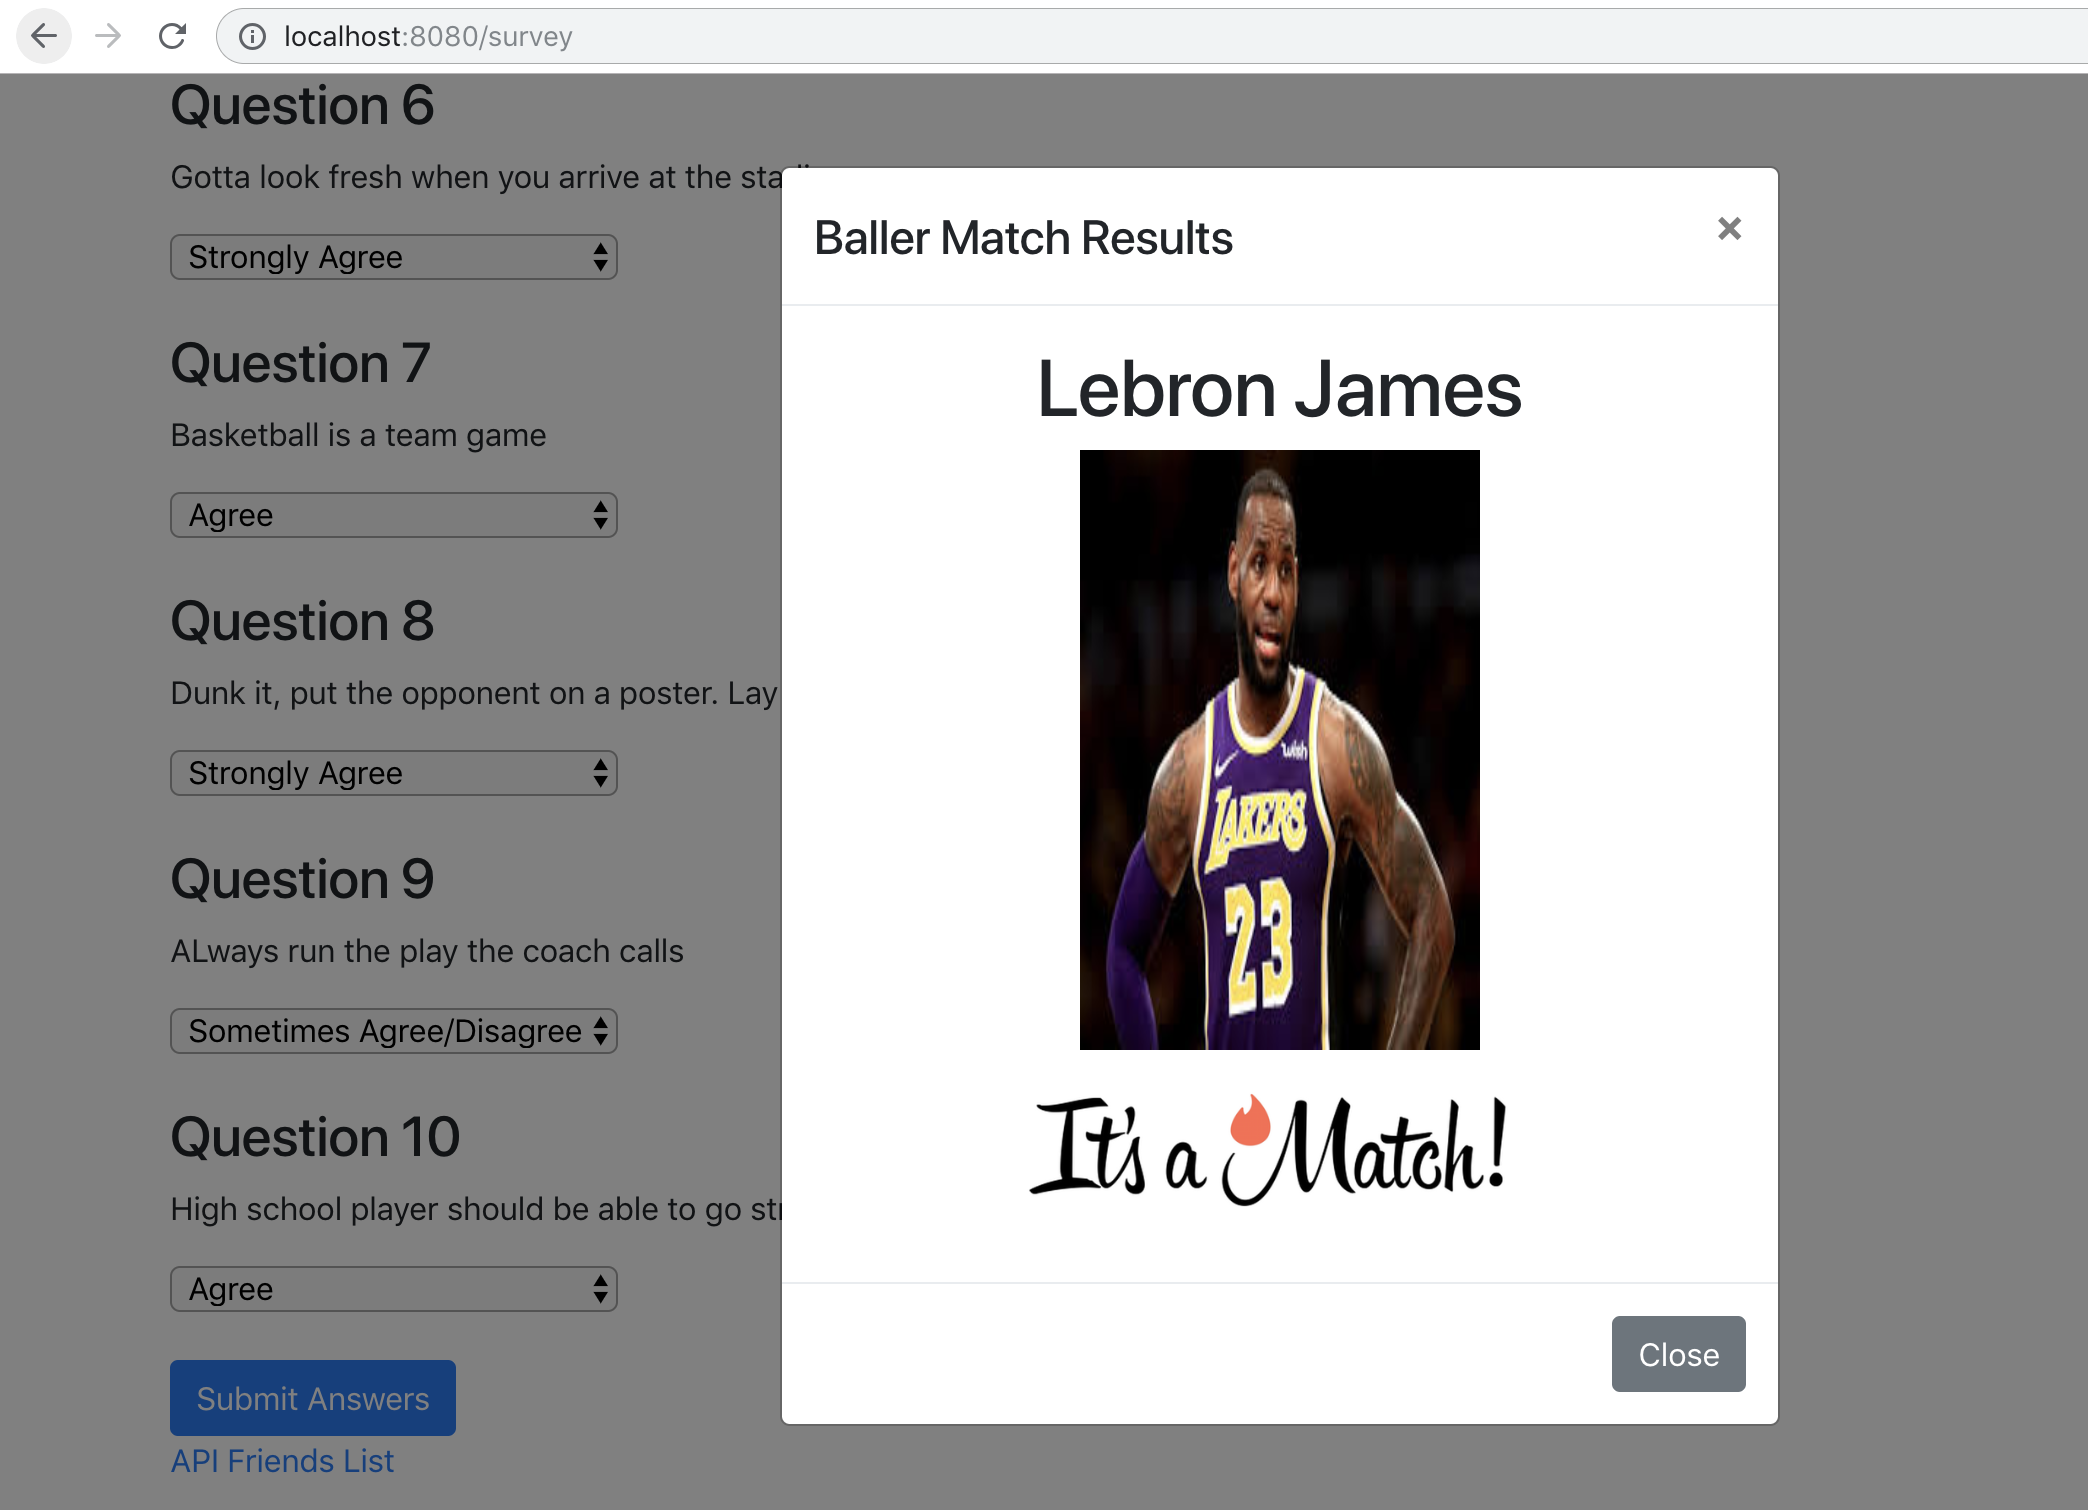 localhost:8080/survey
Question 6
Gotta look fresh when you arrive at the
Strongly Agree
Question 7
Basketball is a team game
Agree
Question 8
Dunk it, put the opponent on a poster. Lay
Strongly Agree
Question 9
ALways run the play the coach calls
Sometimes Agree/Disagree
Question 10
High school player should be able to go
Agree
Submit Answers
API Friends List
Baller Match Results
×
Lebron James
wish
LAKERS
23
It's a Match!
Close